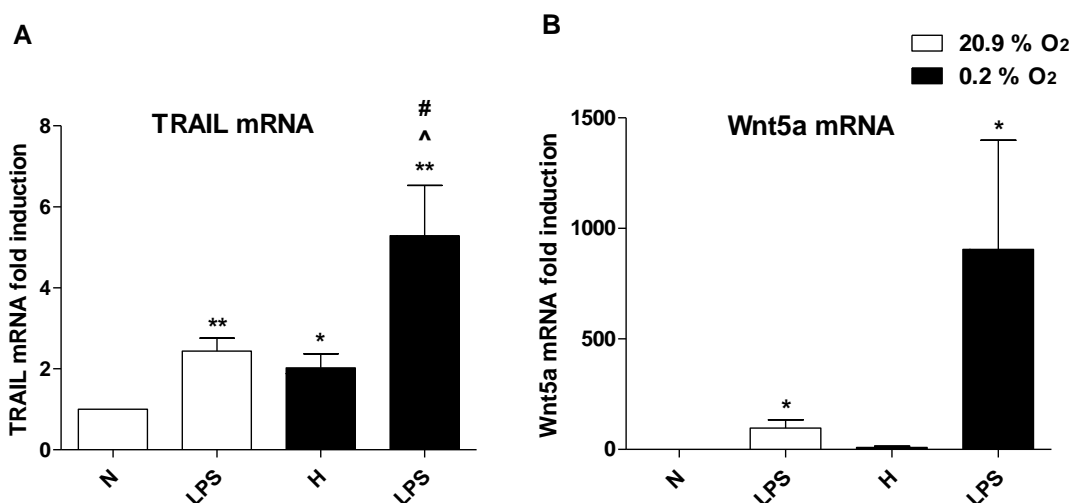 A
TRAIL mRNA
TRAIL mRNA fold induction
8
6
4
2
0
**
*
#
^
**
N
LPS
H
LPS
B
20.9 % O2
0.2 % O2
Wnt5a mRNA
Wnt5a mRNA fold induction
1500
1000
500
0
*
*
N
LPS
H
LPS